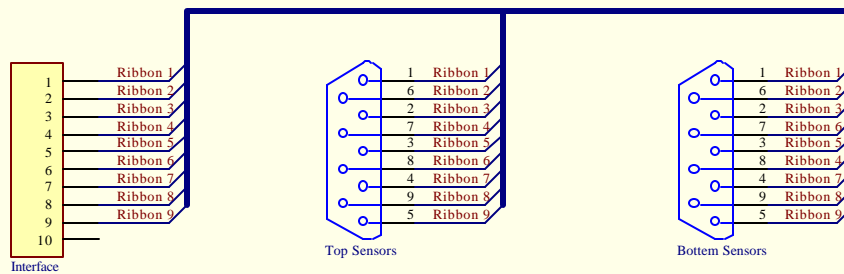 1 Ribbon 1
2 Ribbon 2
3 Ribbon 3
4 Ribbon 4
5 Ribbon 5
6 Ribbon 6
7 Ribbon 7
8 Ribbon 8
9 Ribbon 9
10
Interface
1 Ribbon 1
6 Ribbon 2
2 Ribbon 3
7 Ribbon 4
3 Ribbon 5
8 Ribbon 6
4 Ribbon 7
9 Ribbon 8
5 Ribbon 9
Top Sensors
1 Ribbon 1
6 Ribbon 2
2 Ribbon 3
7 Ribbon 6
3 Ribbon 5
8 Ribbon 4
4 Ribbon 7
9 Ribbon 8
5 Ribbon 9
Bottem Sensors